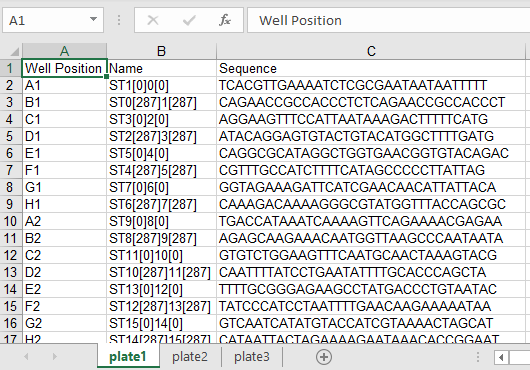 A1 Well Position
A B C
1 Well Position Name Sequence
2 A1 ST1[0]0[0] TCACGTTGAAAATCTCGCGAATAATAATTTTT
3 B1 ST0[287]1[287] CAGAACCGCCACCCTCTCAGAACCGCCACCCT
4 C1 ST3[0]2[0] AGGAAGTTTCCATTAATAAAGACTTTTTCATG
5 D1 ST2[287]3[287] ATACAGGAGTGTACTGTACATGGCTTTTGATG
6 E1 ST5[0]4[0] CAGGCGCATAGGCTGGTGAACGGTGTACAGAC
7 F1 ST4[287]5[287] CGTTTGCCATCTTTTCATAGCCCCCTTATTAG
8 G1 ST7[0]6[0] GGTAGAAAGATTCATCGAACAACATTATTACA
9 H1 ST6[287]7[287] CAAAGACAAAAGGGCGTATGGTTTACCAGCGC
10 A2 ST9[0]8[0] TGACCATAAATCAAAAGTTCAGAAAACGAGAA
11 B2 ST8[287]9[287] AGAGCAAGAAACAATGGTTAAGCCCAATAATA
12 C2 ST11[0]10[0] GTGTCTGGAAGTTTCAATGCAACTAAAGTACG
13 D2 ST10[287]11[287] CAATTTTATCCTGAATATTTTGCACCCAGCTA
14 E2 ST13[0]12[0] TTTTGCGGGAGAAGCCTATGACCCTGTAATAC
15 F2 ST12[287]13[287] TATCCCATCCTAATTTTGAACAAGAAAAATAA
16 G2 ST15[0]14[0] GTCAATCATATGTACCATCGTAAAACTAGCAT
17 H2 ST14[287]15[287] CATAATTACTAGAAAAGAATAAACACCGGAAT
plate1 plate2 plate3